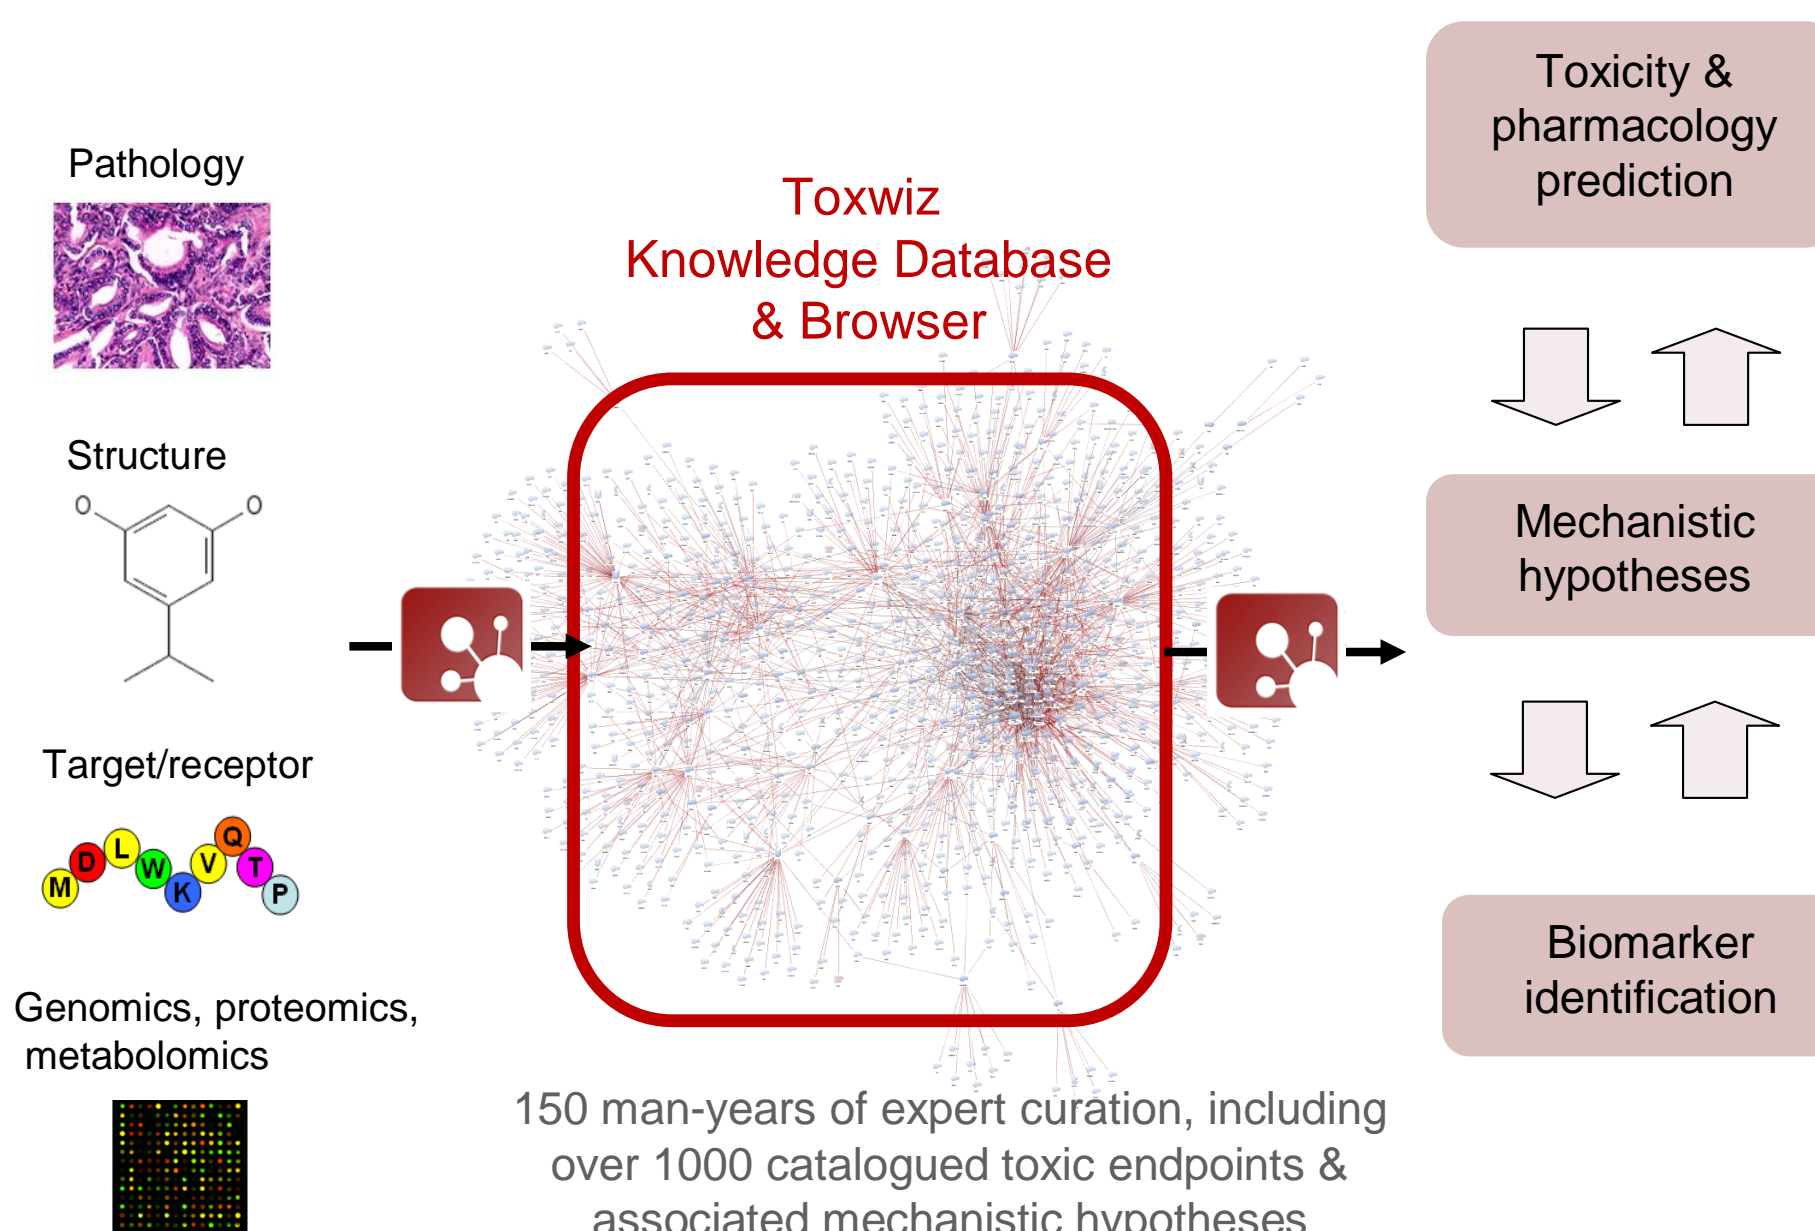 Pathology
Structure
O
O
Target/receptor
M D L W K V Q T P
Genomics, proteomics,
metabolomics
Toxwiz
Knowledge Database
& Browser
150 man-years of expert curation, including
over 1000 catalogued toxic endpoints &
associated mechanistic hypotheses
Toxicity &
pharmacology
prediction
Mechanistic
hypotheses
Biomarker
identification